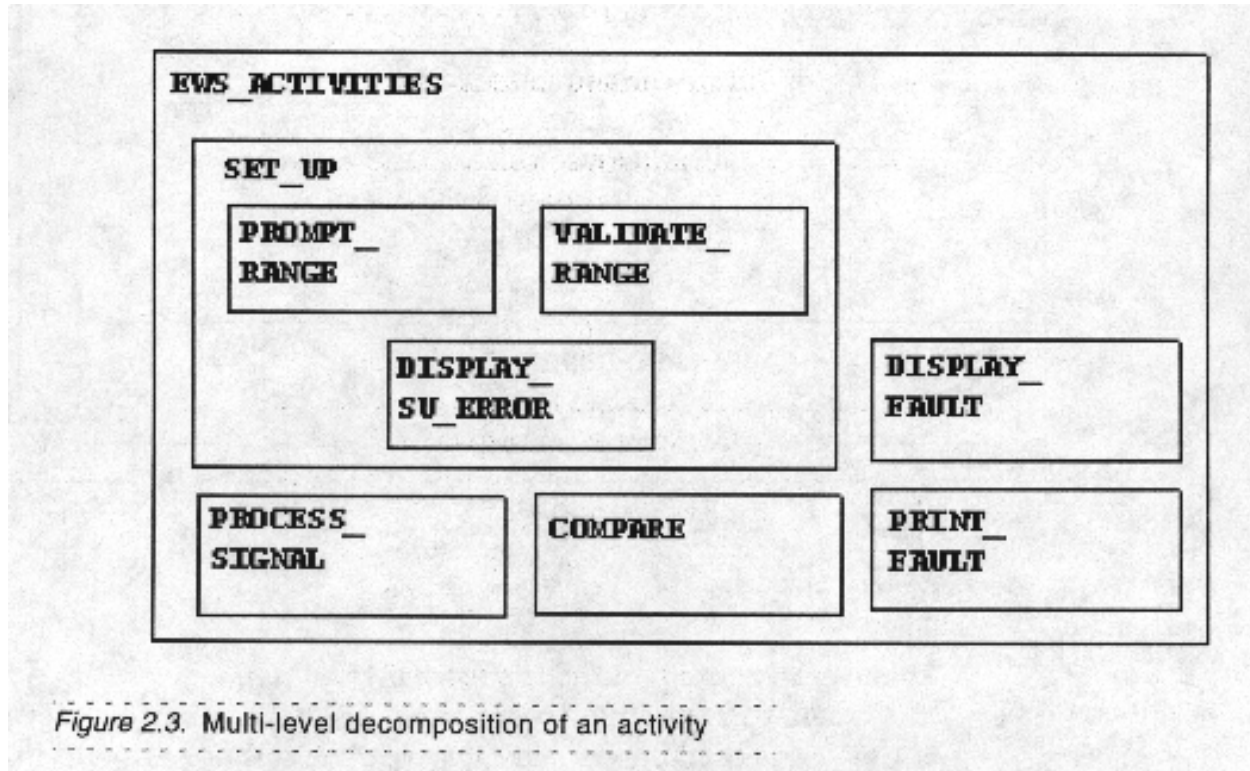 EWS_ACTIVITIES
SET_UP
PROMPT_
RANGE
VALIDATE_
RANGE
DISPLAY_
SU_ERROR
DISPLAY_
FAULT
PROCESS_
SIGNAL
COMPARE
PRINT_
FAULT
Figure 2.3. Multi-level decomposition of an activity